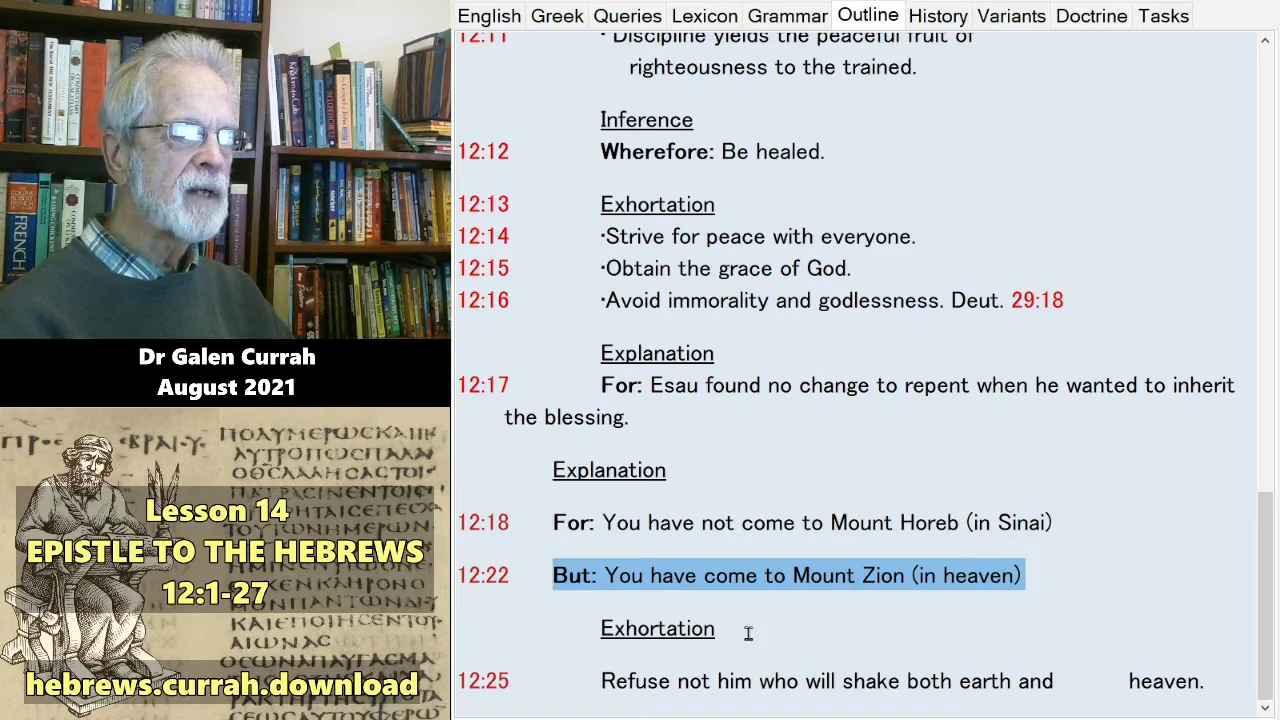 English Greek Queries Lexicon Grammar Outline History Variants Doctrine Tasks
12:11 · Discipline yields the peaceful fruit of
righteousness to the trained.
Inference
12:12 Wherefore: Be healed.
12:13 Exhortation
12:14 ·Strive for peace with everyone.
12:15 ·Obtain the grace of God.
12:16 ·Avoid immorality and godlessness. Deut. 29:18
Explanation
12:17 For: Esau found no change to repent when he wanted to inherit
the blessing.
Explanation
12:18 For: You have not come to Mount Horeb (in Sinai)
12:22 But: You have come to Mount Zion (in heaven)
Exhortation
12:25 Refuse not him who will shake both earth and heaven.
Dr Galen Currah
August 2021
Lesson 14
EPISTLE TO THE HEBREWS
12:1-27
hebrews.currah.download
FRENCH